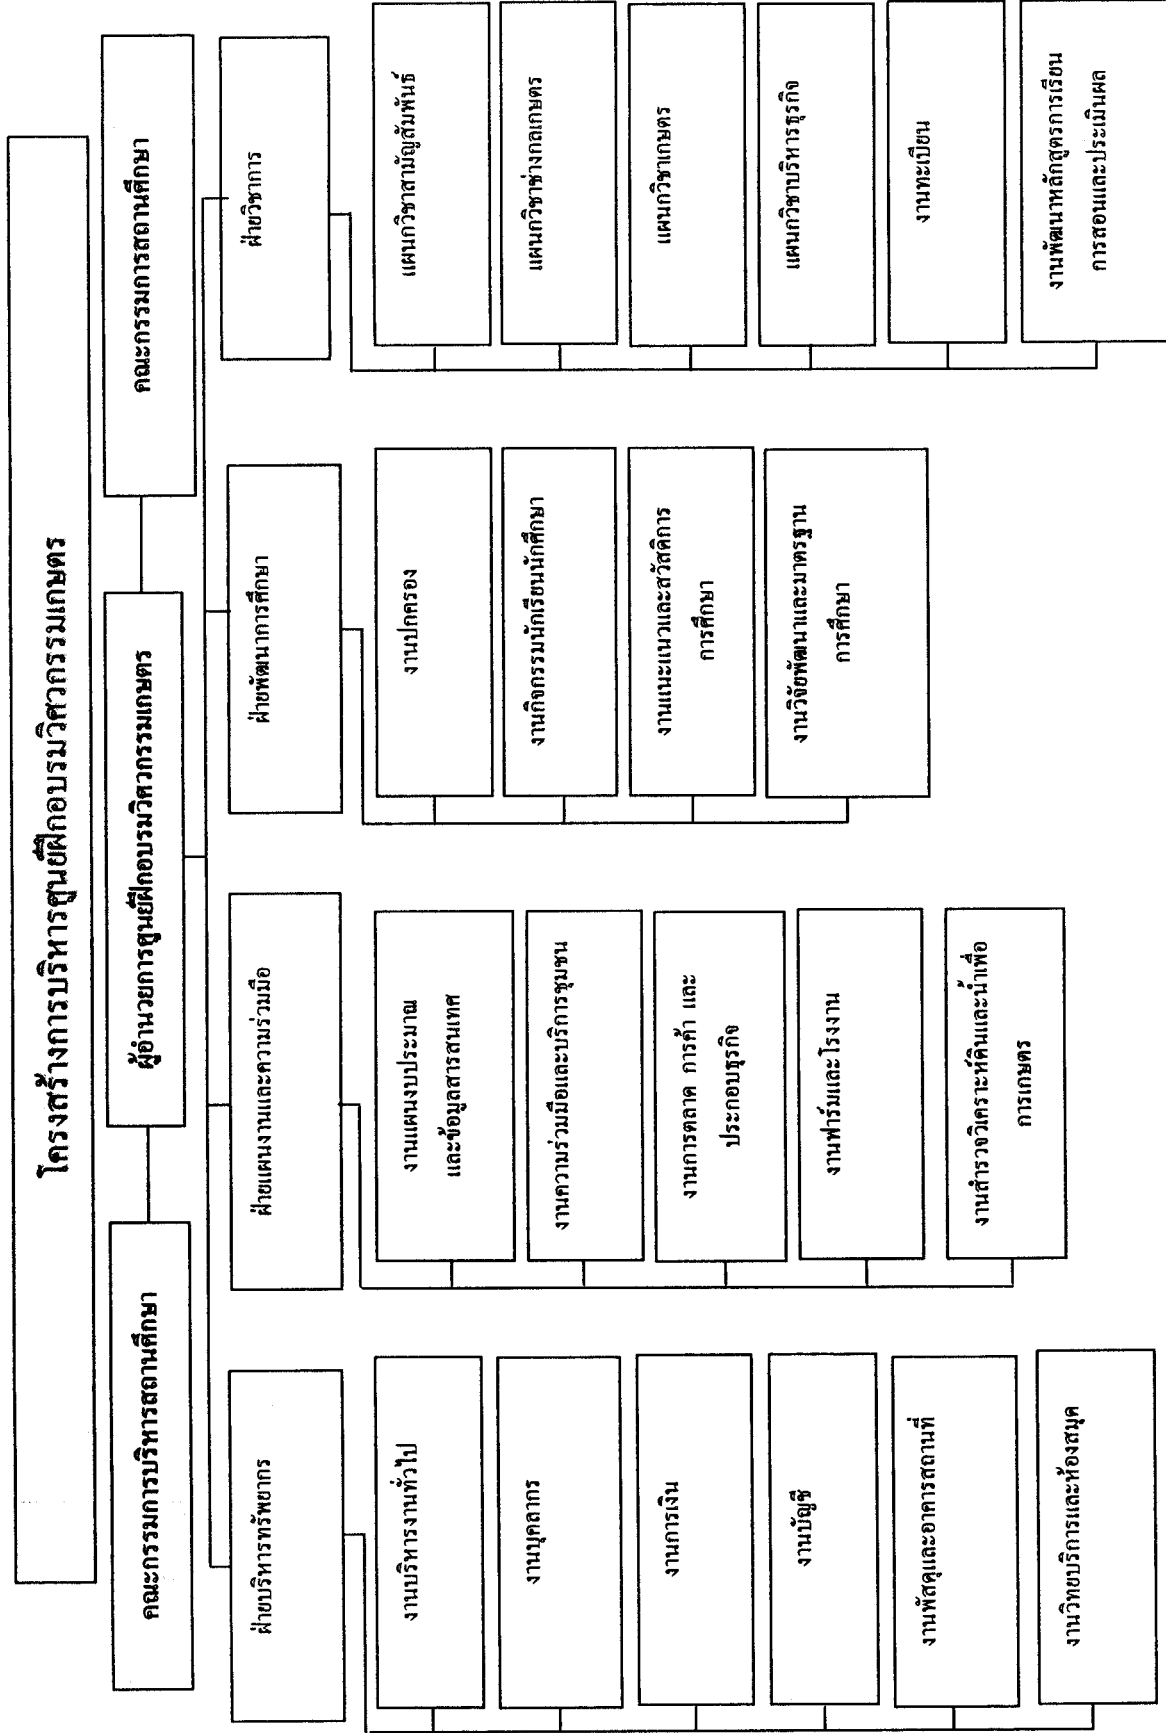 โครงสร้างการบริหารศูนย์ฝึกอบรมวิศวกรรมเกษตร
คณะกรรมการบริหารสถานศึกษา
ผู้อำนวยการศูนย์ฝึกอบรมวิศวกรรมเกษตร
คณะกรรมการสถานศึกษา
ฝ่ายบริหารทรัพยากร
งานบริหารงานทั่วไป
งานบุคลากร
งานการเงิน
งานบัญชี
งานพัสดุและอาคารสถานที่
งานวิทยบริการและห้องสมุด
ฝ่ายแผนงานและความร่วมมือ
งานแผนงบประมาณ
และข้อมูลสารสนเทศ
งานความร่วมมือและบริการชุมชน
งานการตลาด การค้า และ
ประกอบธุรกิจ
งานฟาร์มและโรงงาน
งานสำรวจวิเคราะห์ดินและน้ำเพื่อ
การเกษตร
ฝ่ายพัฒนาการศึกษา
งานปกครอง
งานกิจกรรมนักเรียนนักศึกษา
งานแนะแนวและสวัสดิการ
การศึกษา
งานวิจัยพัฒนาและมาตรฐาน
การศึกษา
ฝ่ายวิชาการ
แผนกวิชาสามัญสัมพันธ์
แผนกวิชาช่างกลเกษตร
แผนกวิชาเกษตร
แผนกวิชาบริหารธุรกิจ
งานทะเบียน
งานพัฒนาหลักสูตรการเรียน
การสอนและประเมินผล